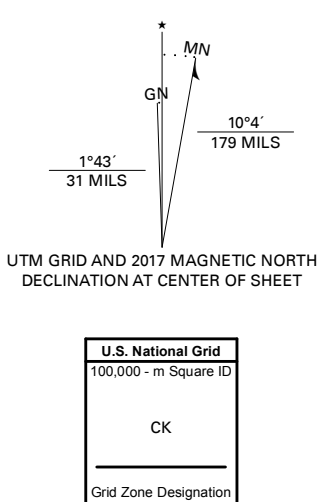 ★
MN
GN
10°4´
179 MILS
1°43´
31 MILS
UTM GRID AND 2017 MAGNETIC NORTH
DECLINATION AT CENTER OF SHEET
U.S. National Grid
100,000 - m Square ID
CK
Grid Zone Designation